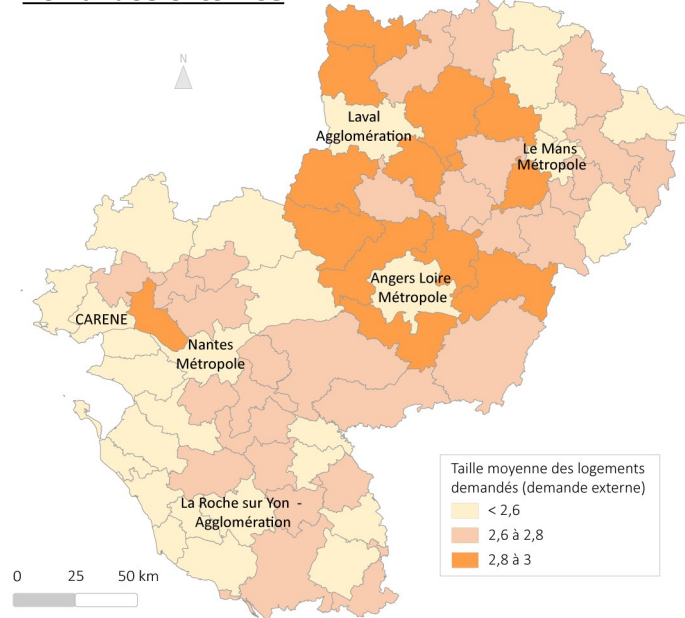 N
Laval
Agglomération
Le Mans
Métropole
Angers Loire
Métropole
CARENE
Nantes
Métropole
La Roche sur Yon -
Agglomération
Taille moyenne des logements
demandés (demande externe)
< 2,6
2,6 à 2,8
2,8 à 3
0 25 50 km